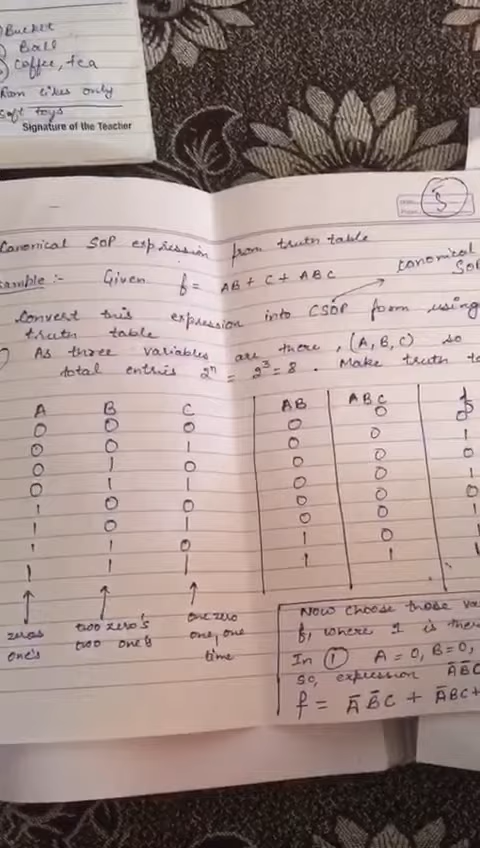 Bucket
Ball
Coffee, tea
likes only
soft toys
Signature of the Teacher
5
Canonical SOP expression from truth table
Example :- Given f = AB + C + ABC
canonical
SOP
Convert this expression into CSOP form using
truth table
As three variables are there, (A, B, C) so
total entries 2ⁿ = 2³ = 8 . Make truth
A B C AB ABC f
0 0 0 0 0 0
0 0 1 0 0 1
0 1 0 0 0 0
0 1 1 0 0 1
1 0 0 0 0 0
1 0 1 0 0 1
1 1 0 1 0 1
1 1 1 1 1 1
zeros
one's
two zero's
two one's
one zero
one, one
time
Now choose those
f, where 1 is
In 1 A = 0, B = 0,
so, expression A̅B̅C
f = A̅ B̅ C + A̅ B C +